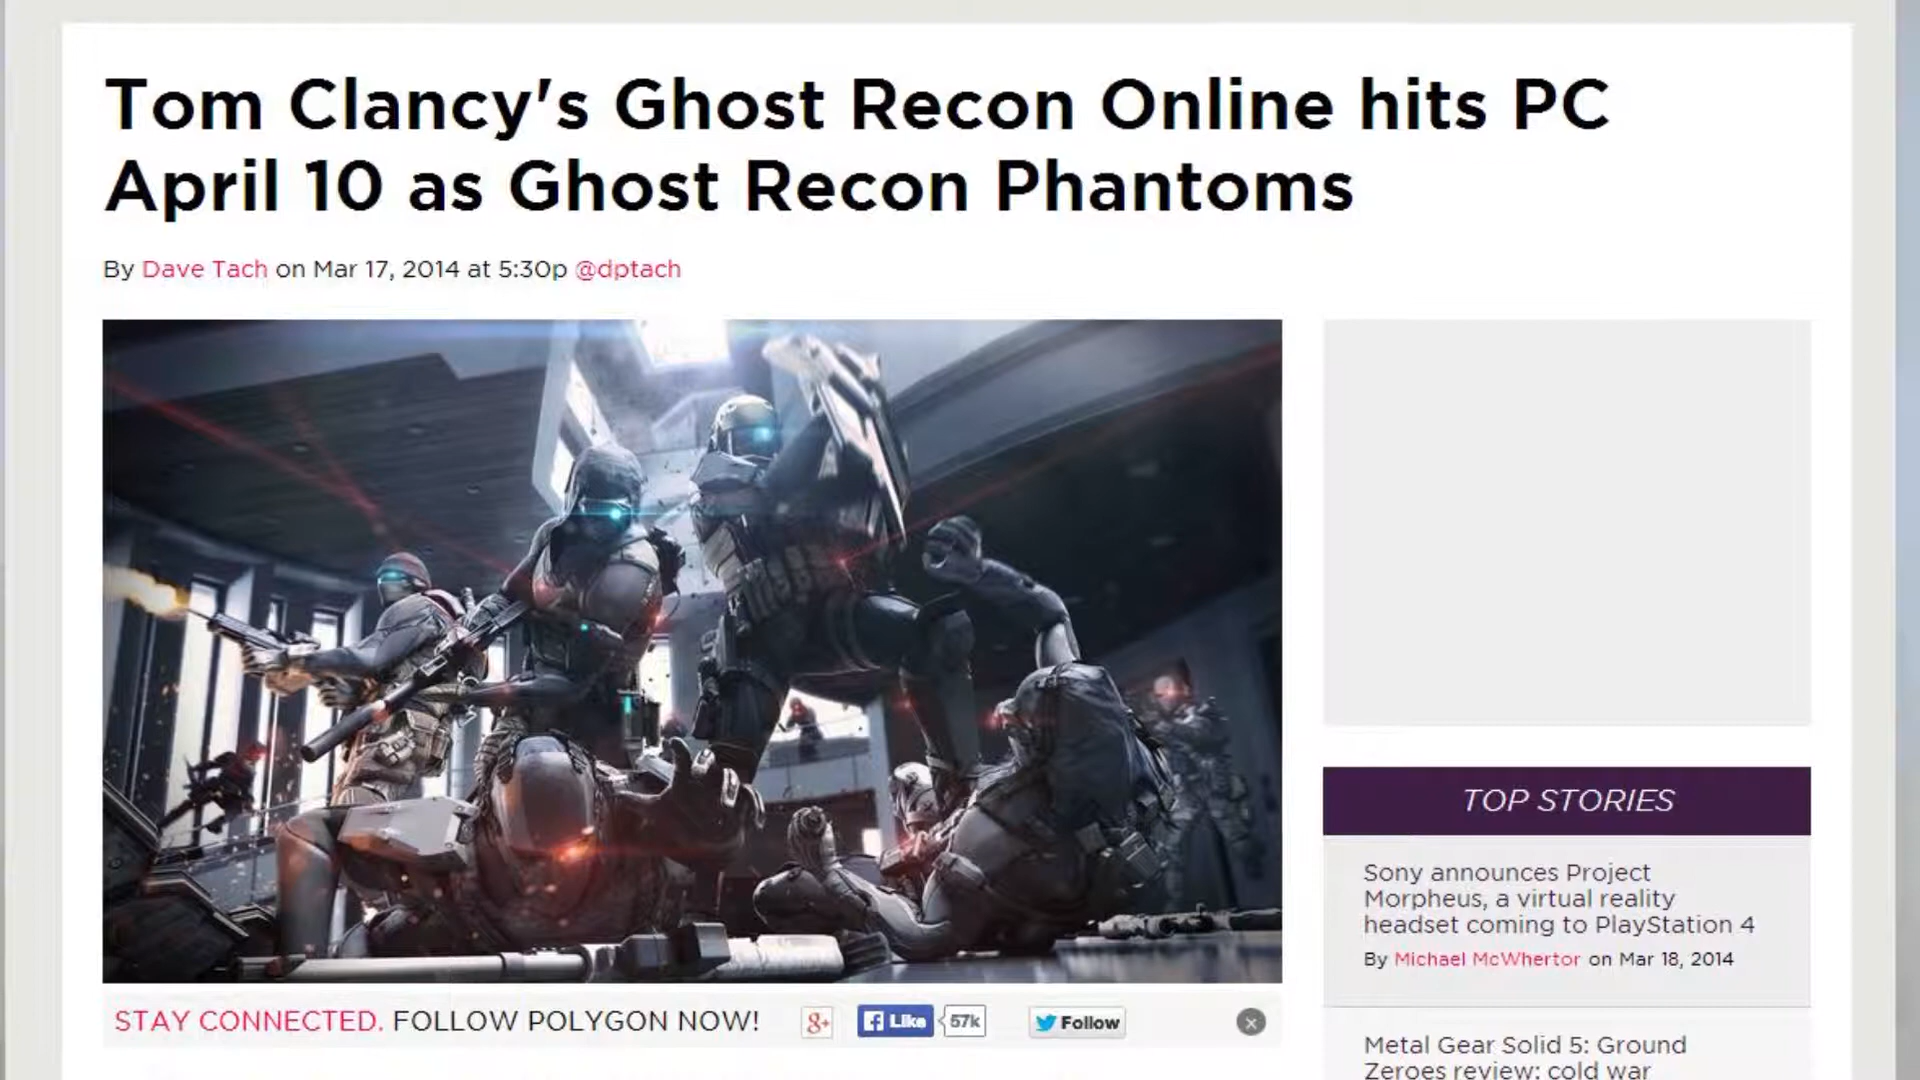 Tom Clancy's Ghost Recon Online hits PC
April 10 as Ghost Recon Phantoms
By Dave Tach on Mar 17, 2014 at 5:30p @dptach
TOP STORIES
Sony announces Project
Morpheus, a virtual reality
headset coming to PlayStation 4
By Michael McWhertor on Mar 18, 2014
STAY CONNECTED. FOLLOW POLYGON NOW!
8+
Like
57k
Follow
Metal Gear Solid 5: Ground
Zeroes review: cold war